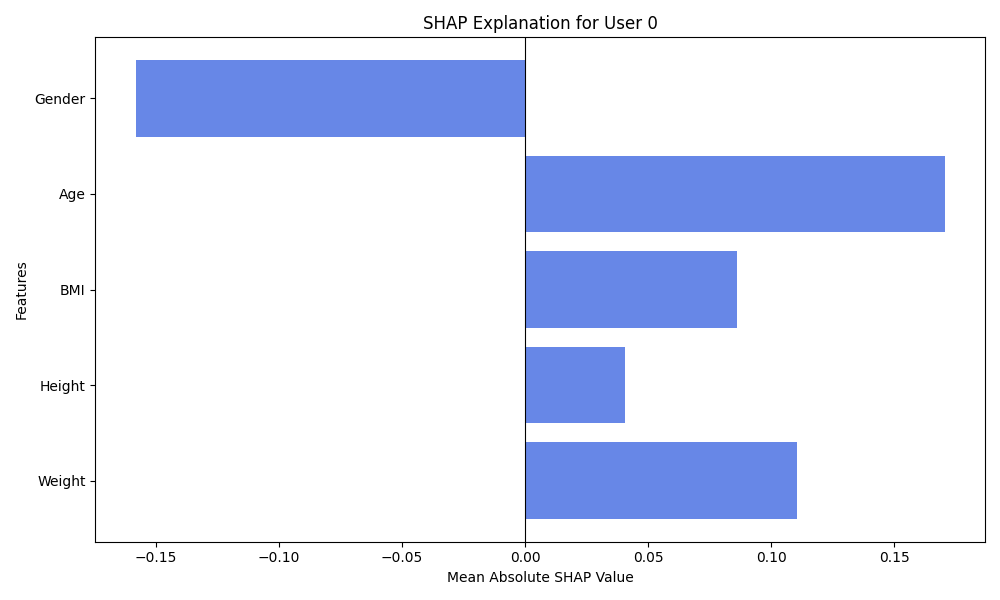 SHAP Explanation for User 0
Gender
Age
BMI
Height
Weight
Features
−0.15 −0.10 −0.05 0.00 0.05 0.10 0.15
Mean Absolute SHAP Value